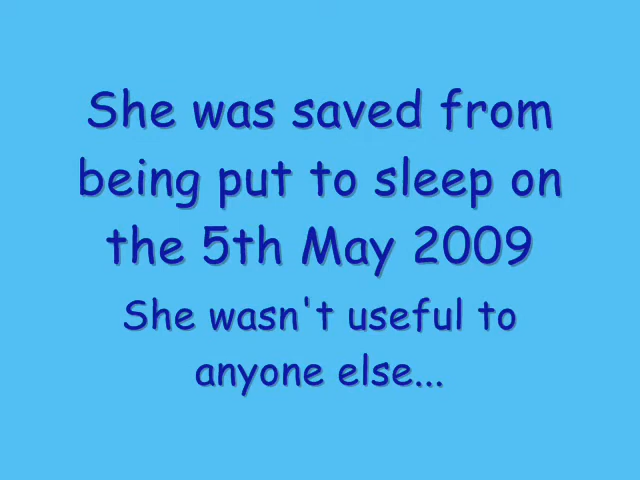 She was saved from
being put to sleep on
the 5th May 2009
She wasn't useful to
anyone else...